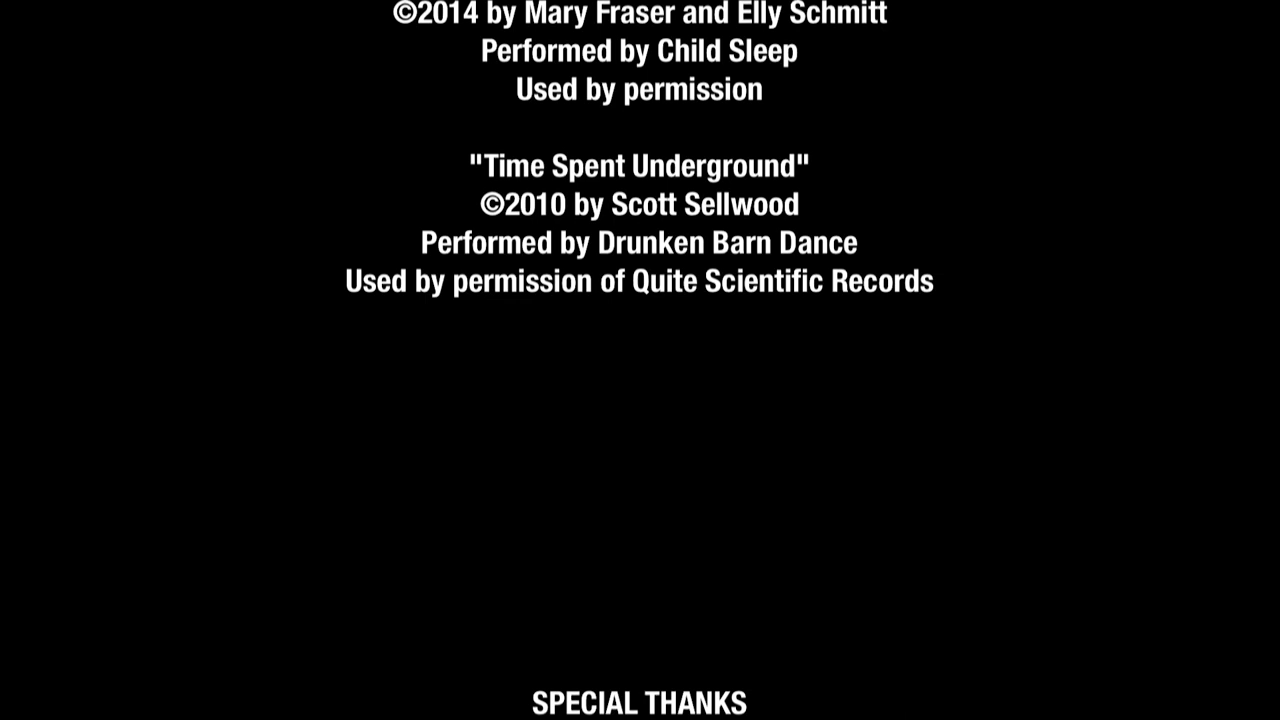 ©2014 by Mary Fraser and Elly Schmitt
Performed by Child Sleep
Used by permission
"Time Spent Underground"
©2010 by Scott Sellwood
Performed by Drunken Barn Dance
Used by permission of Quite Scientific Records
SPECIAL THANKS